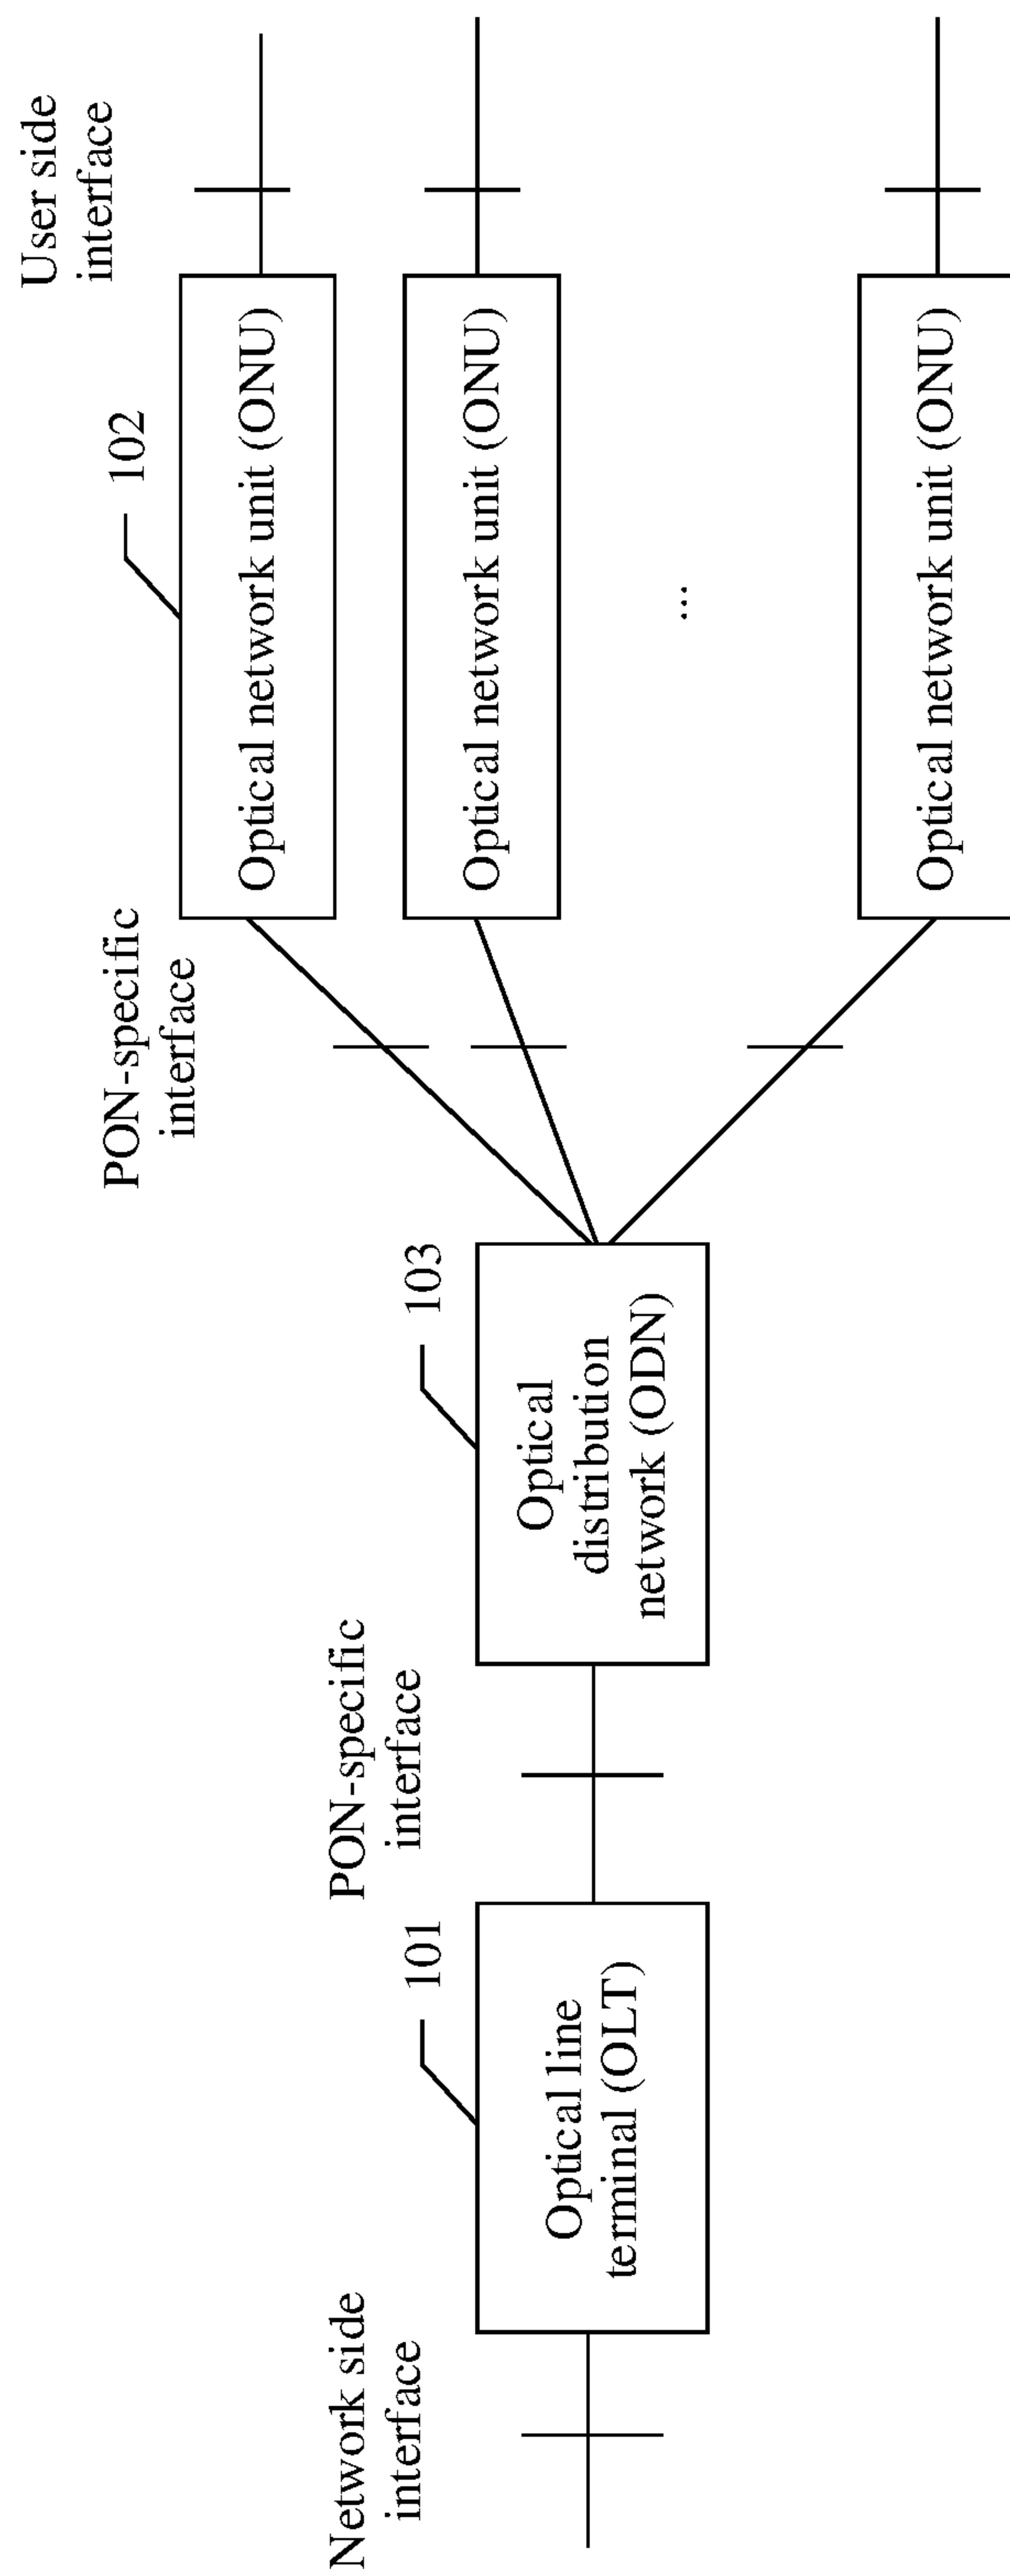 Network side
interface
101
Optical line
terminal (OLT)
PON-specific
interface
103
Optical
distribution
network (ODN)
PON-specific
interface
102
Optical network unit (ONU)
Optical network unit (ONU)
...
Optical network unit (ONU)
User side
interface